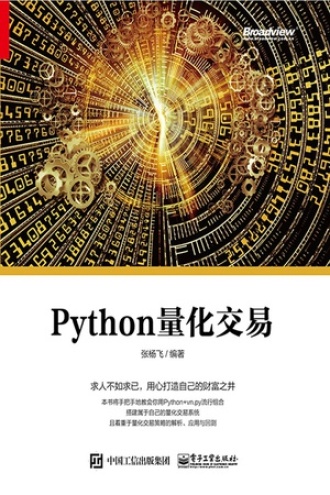 Broadview
Python量化交易
张杨飞 / 编著
求人不如求己，用心打造自己的财富之井
本书将手把手地教会你用Python+vn.py流行组合
搭建属于自己的量化交易系统
且着重于量化交易策略的解析、应用与回测
中国工信出版集团
电子工业出版社